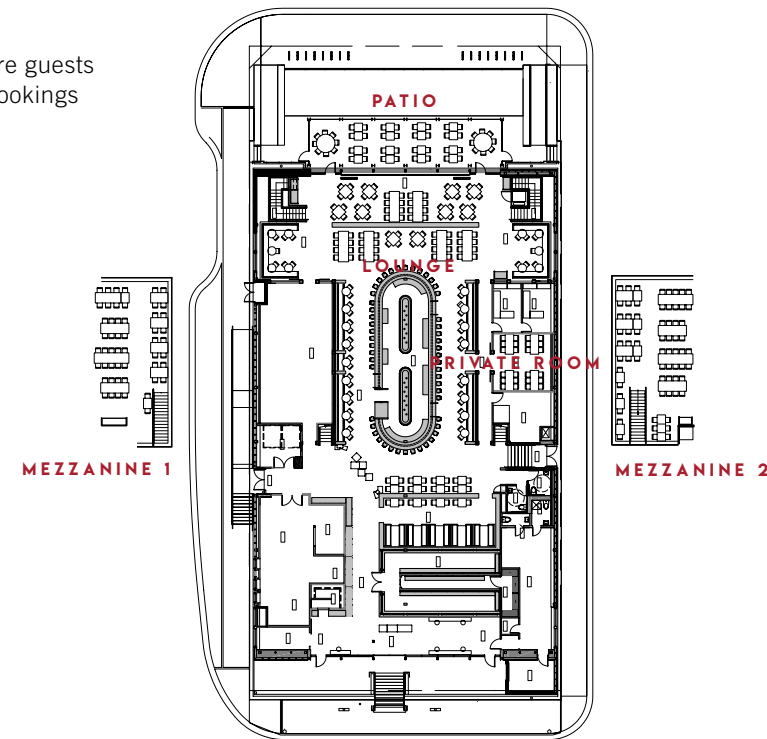 re guests
ookings
PATIO
LOUNGE
PRIVATE ROOM
MEZZANINE 1
MEZZANINE 2